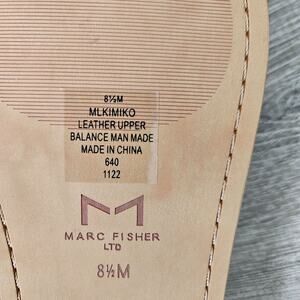 8½M
MLKIMIKO
LEATHER UPPER
BALANCE MAN MADE
MADE IN CHINA
640
1122
M
MARC FISHER
LTD
8½M